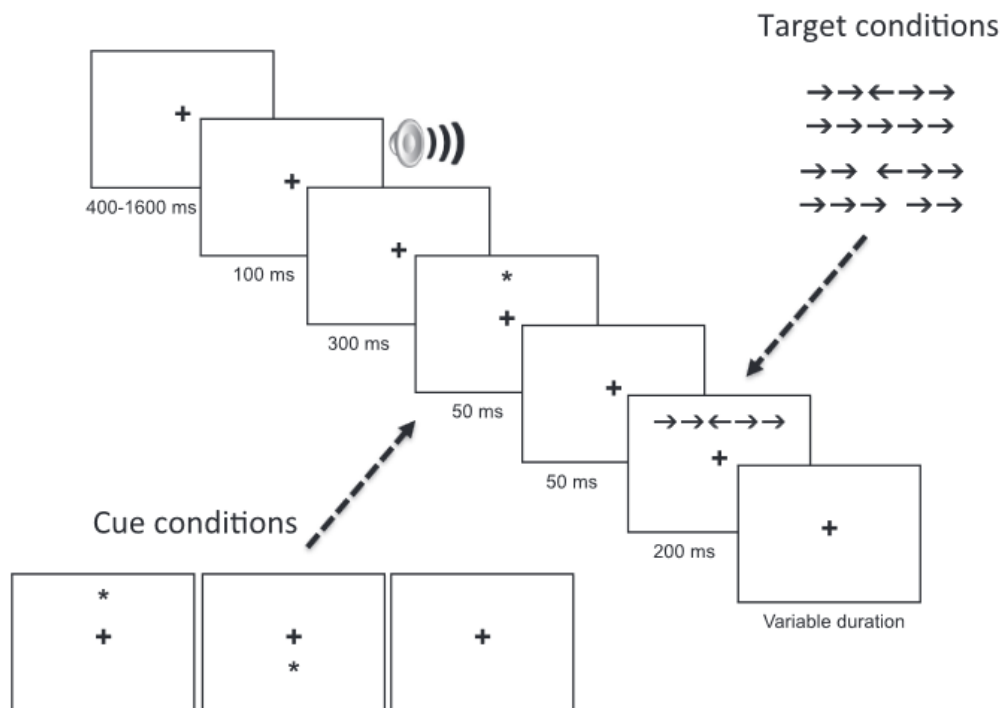 Target conditions
→→←→→
→→→→→
→→ ←→→
→→→ →→
+
400-1600 ms
+
100 ms
+
300 ms
*
+
50 ms
+
50 ms
→→←→→
+
200 ms
+
Variable duration
Cue conditions
*
+
+
*
+